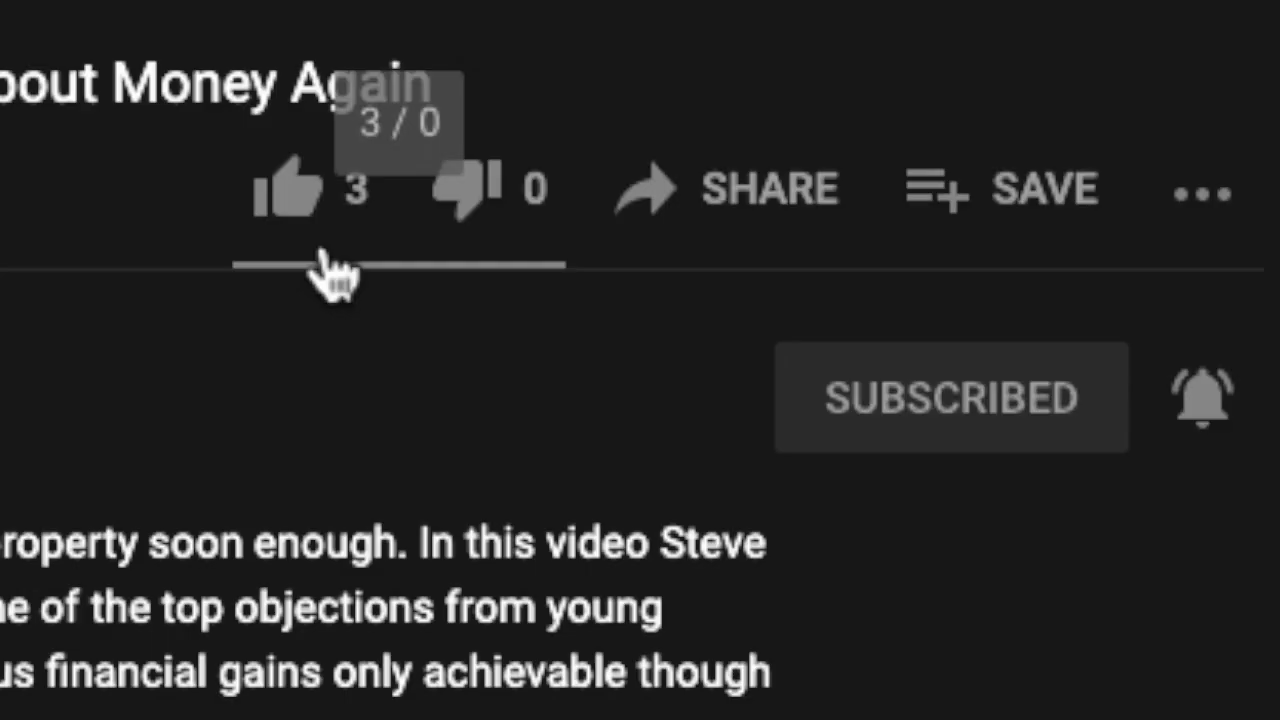 bout Money Again
3 / 0
3 0 SHARE SAVE
SUBSCRIBED
roperty soon enough. In this video Steve
ne of the top objections from young
us financial gains only achievable though